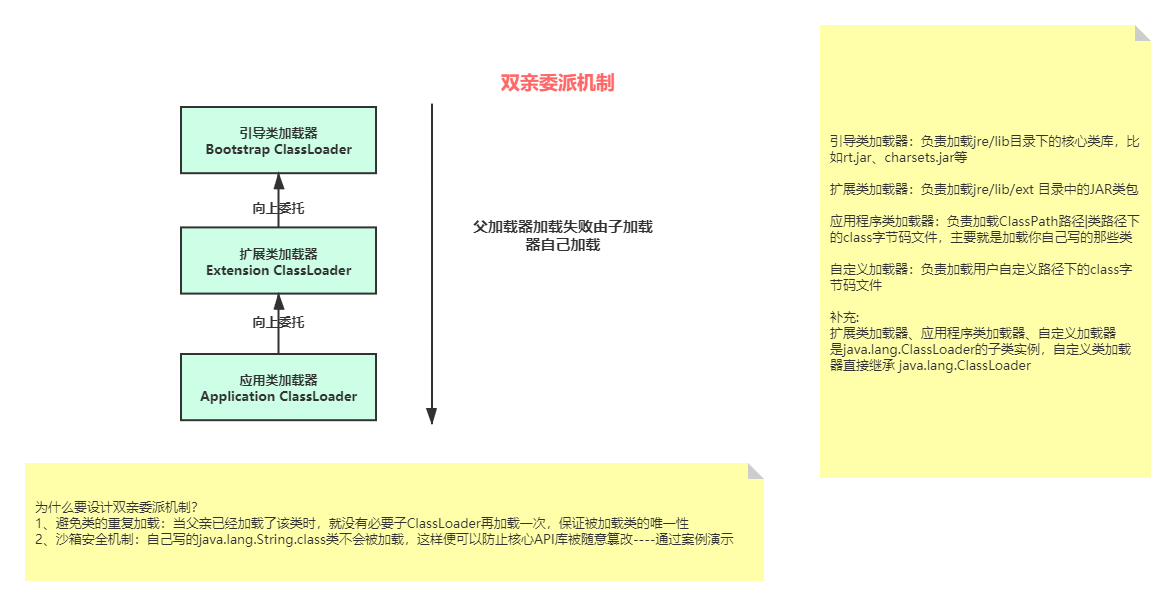 双亲委派机制
引导类加载器
Bootstrap ClassLoader
向上委托
扩展类加载器
Extension ClassLoader
向上委托
应用类加载器
Application ClassLoader
父加载器加载失败由子加载
器自己加载
引导类加载器：负责加载jre/lib目录下的核心类库，比
如rt.jar、charsets.jar等
扩展类加载器：负责加载jre/lib/ext 目录中的JAR类包
应用程序类加载器：负责加载ClassPath路径|类路径下
的class字节码文件，主要就是加载你自己写的那些类
自定义加载器：负责加载用户自定义路径下的class字
节码文件
补充:
扩展类加载器、应用程序类加载器、自定义加载器
是java.lang.ClassLoader的子类实例，自定义类加载
器直接继承 java.lang.ClassLoader
为什么要设计双亲委派机制?
1、避免类的重复加载：当父亲已经加载了该类时，就没有必要子ClassLoader再加载一次，保证被加载类的唯一性
2、沙箱安全机制：自己写的java.lang.String.class类不会被加载，这样便可以防止核心API库被随意篡改----通过案例演示